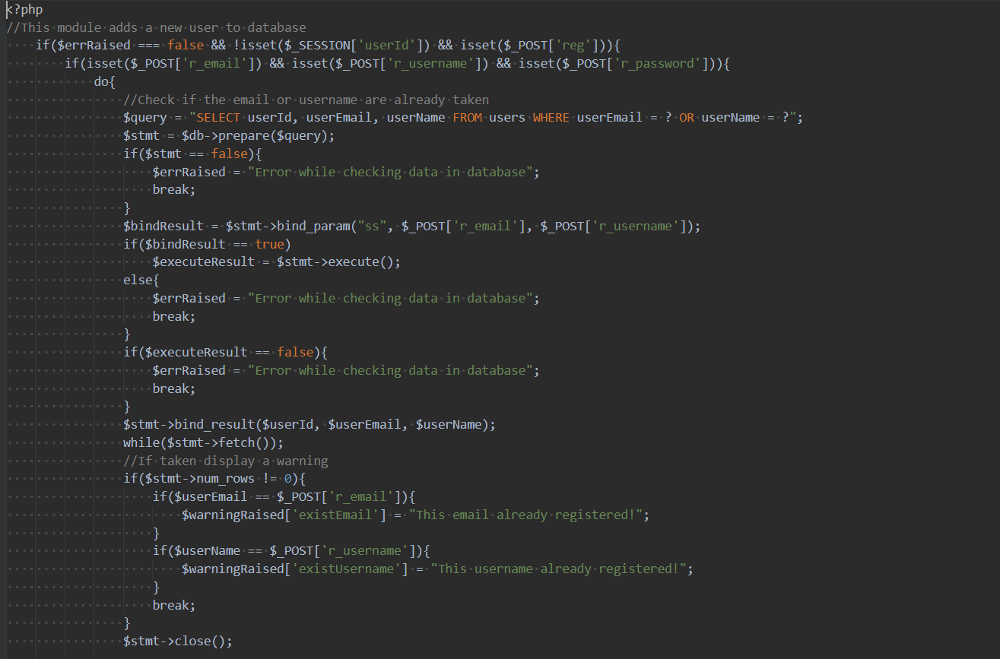 <?php
//This module adds a new user to database
    if($errRaised === false && !isset($_SESSION['userId']) && isset($_POST['reg'])){
        if(isset($_POST['r_email']) && isset($_POST['r_username']) && isset($_POST['r_password'])){
            do{
                //Check if the email or username are already taken
                $query = "SELECT userId, userEmail, userName FROM users WHERE userEmail = ? OR userName = ?";
                $stmt = $db->prepare($query);
                if($stmt == false){
                    $errRaised = "Error while checking data in database";
                    break;
                }
                $bindResult = $stmt->bind_param("ss", $_POST['r_email'], $_POST['r_username']);
                if($bindResult == true)
                    $executeResult = $stmt->execute();
                else{
                    $errRaised = "Error while checking data in database";
                    break;
                }
                if($executeResult == false){
                    $errRaised = "Error while checking data in database";
                    break;
                }
                $stmt->bind_result($userId, $userEmail, $userName);
                while($stmt->fetch());
                //If taken display a warning
                if($stmt->num_rows != 0){
                    if($userEmail == $_POST['r_email']){
                        $warningRaised['existEmail'] = "This email already registered!";
                    }
                    if($userName == $_POST['r_username']){
                        $warningRaised['existUsername'] = "This username already registered!";
                    }
                    break;
                }
                $stmt->close();